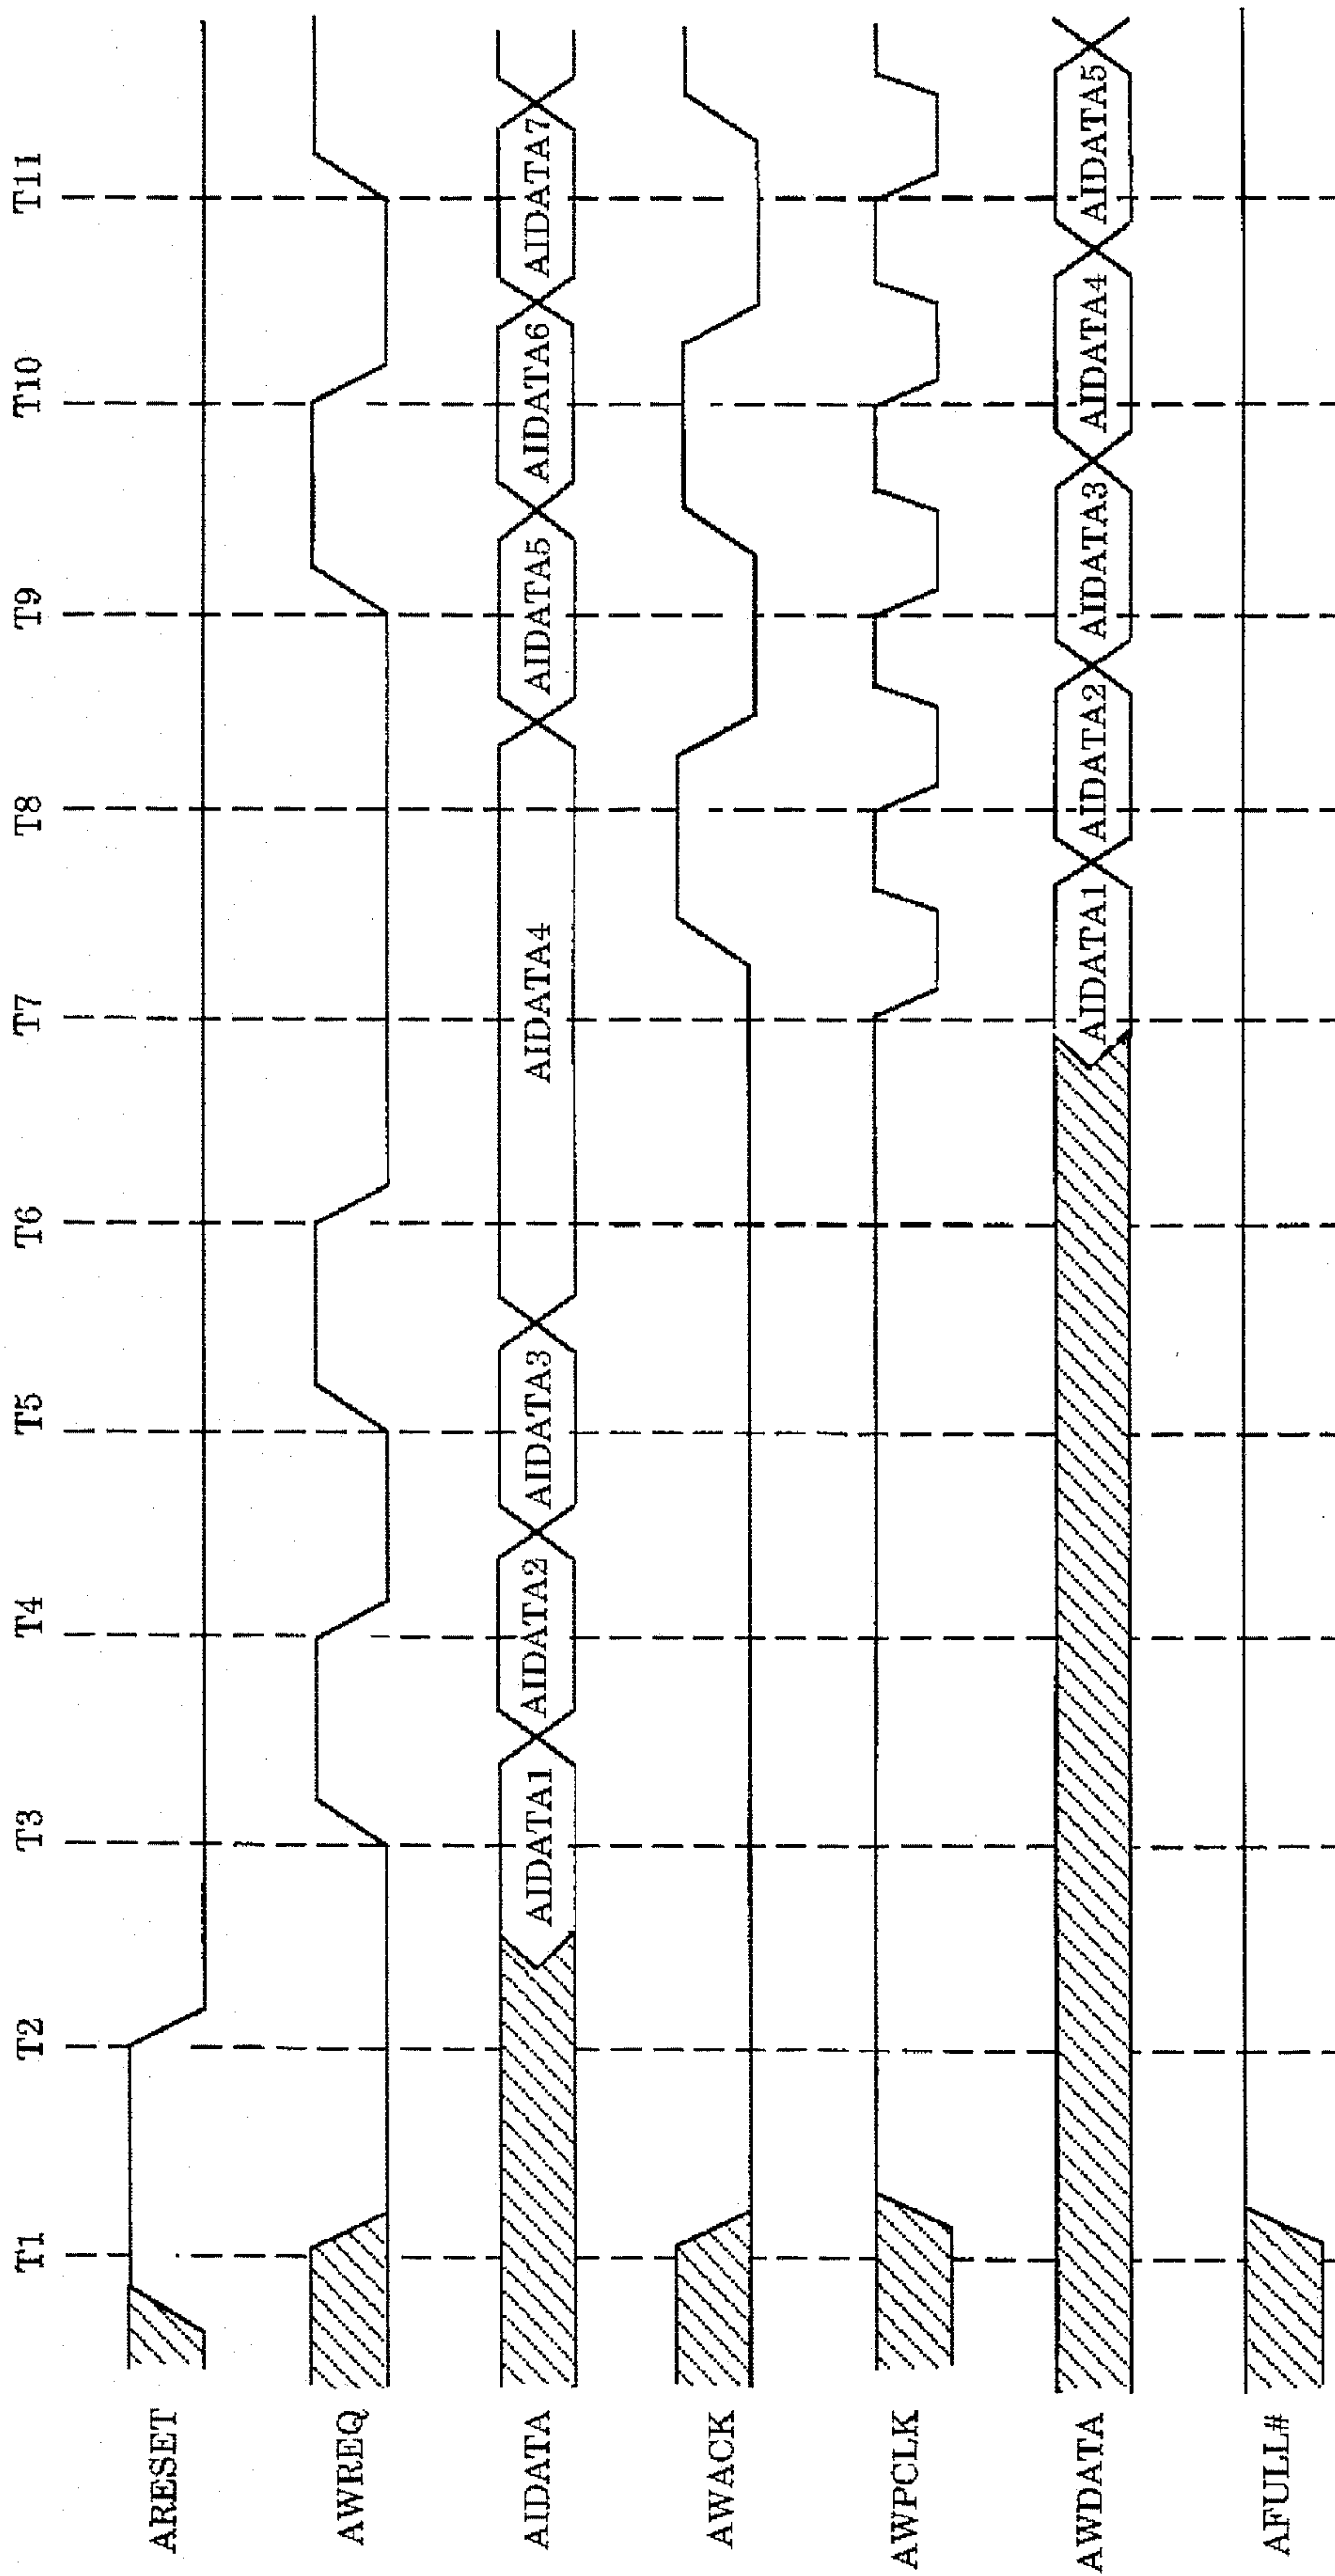 T1 T2 T3 T4 T5 T6 T7 T8 T9 T10 T11
ARESET
AWREQ
AIDATA AIDATA1 AIDATA2 AIDATA3 AIDATA4 AIDATA5 AIDATA6 AIDATA7
AWACK
AWPCLK
AWDATA AIDATA1 AIDATA2 AIDATA3 AIDATA4 AIDATA5
AFULL#